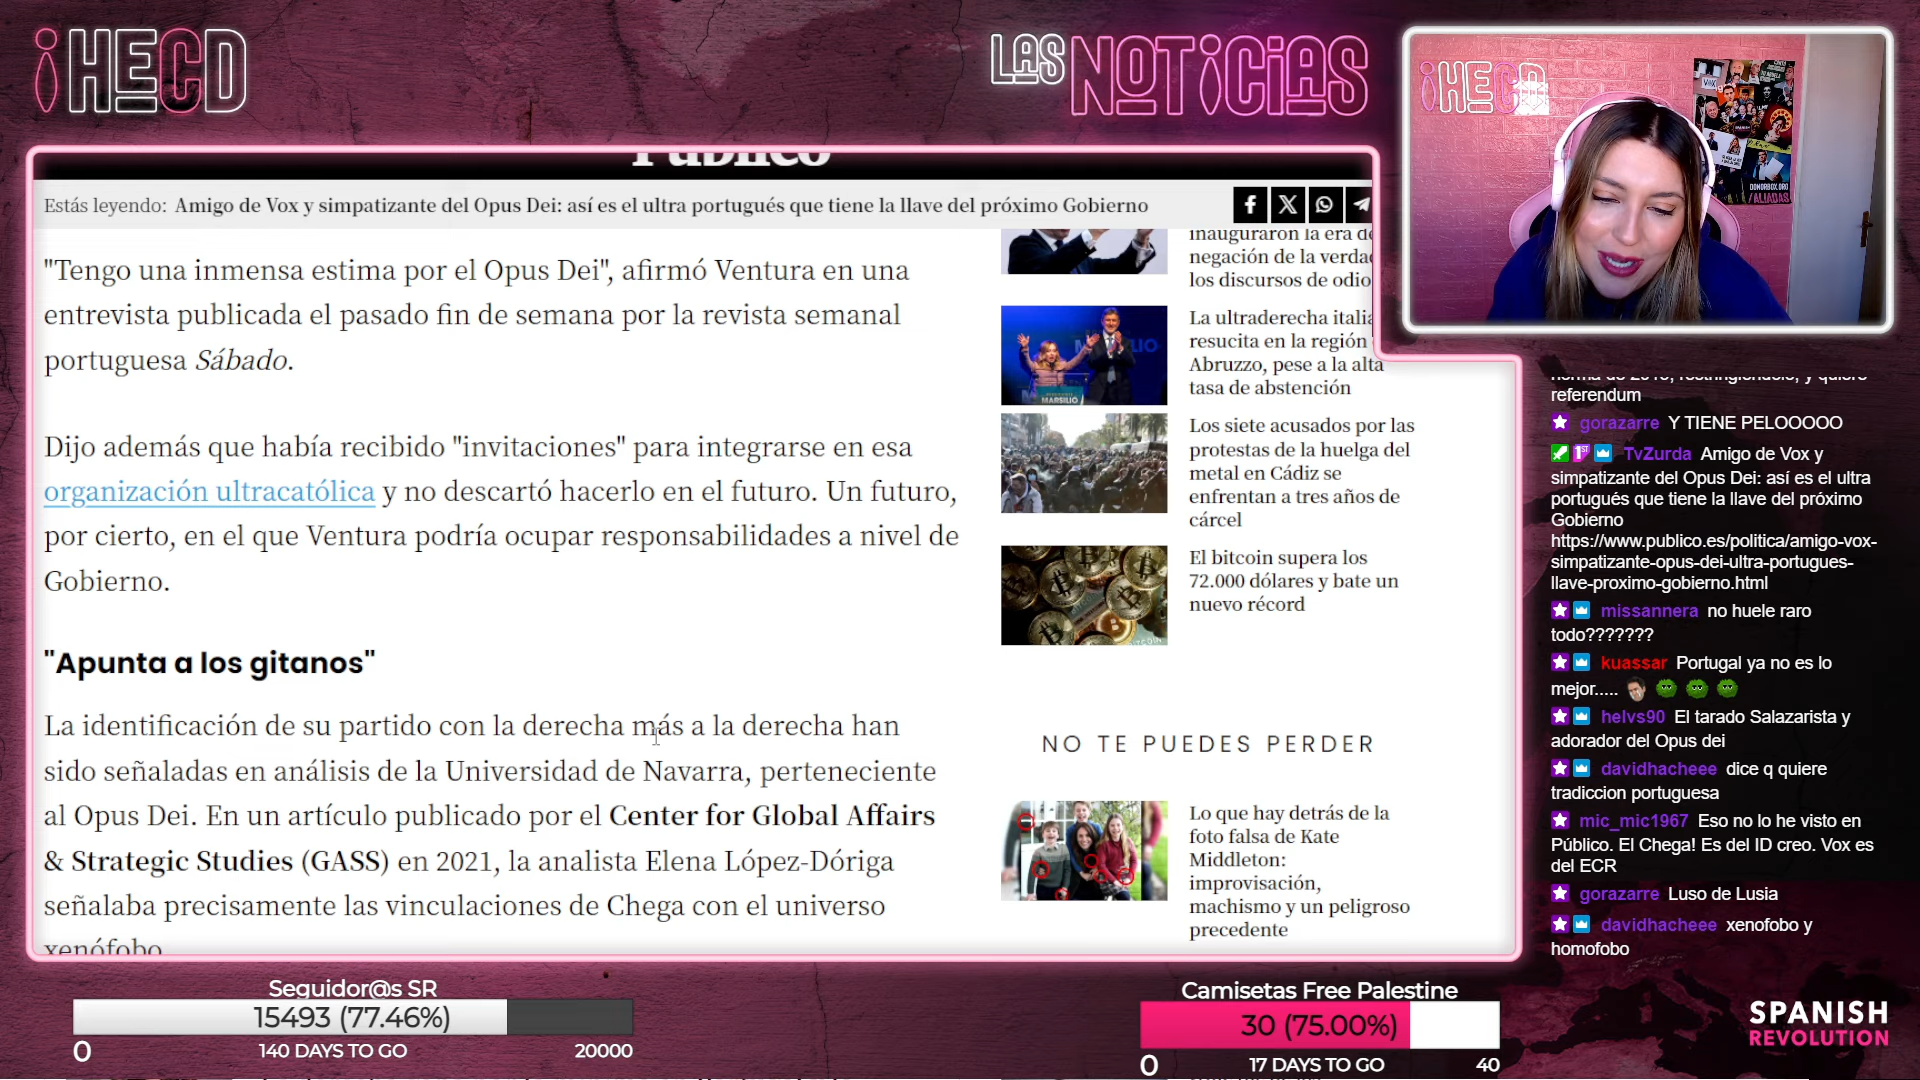 ¡HECD
LAS NOTICIAS
¡HECD
Público
Estás leyendo: Amigo de Vox y simpatizante del Opus Dei: así es el ultra portugués que tiene la llave del próximo Gobierno
"Tengo una inmensa estima por el Opus Dei", afirmó Ventura en una
entrevista publicada el pasado fin de semana por la revista semanal
portuguesa Sábado.
Dijo además que había recibido "invitaciones" para integrarse en esa
organización ultracatólica y no descartó hacerlo en el futuro. Un futuro,
por cierto, en el que Ventura podría ocupar responsabilidades a nivel de
Gobierno.
"Apunta a los gitanos"
La identificación de su partido con la derecha más a la derecha han
sido señaladas en análisis de la Universidad de Navarra, perteneciente
al Opus Dei. En un artículo publicado por el Center for Global Affairs
& Strategic Studies (GASS) en 2021, la analista Elena López-Dóriga
señalaba precisamente las vinculaciones de Chega con el universo
xenófobo
inauguraron la era de
negación de la verda
los discursos de odio
La ultraderecha italia
resucita en la región
Abruzzo, pese a la alta
tasa de abstención
MARSILIO
Los siete acusados por las
protestas de la huelga del
metal en Cádiz se
enfrentan a tres años de
cárcel
El bitcoin supera los
72.000 dólares y bate un
nuevo récord
NO TE PUEDES PERDER
Lo que hay detrás de la
foto falsa de Kate
Middleton:
improvisación,
machismo y un peligroso
precedente
DONORBOX.ORG
/ALIADAS
referendum
gorazarre Y TIENE PELOOOOO
TvZurda Amigo de Vox y
simpatizante del Opus Dei: así es el ultra
portugués que tiene la llave del próximo
Gobierno
https://www.publico.es/politica/amigo-vox-
simpatizante-opus-dei-ultra-portugues-
llave-proximo-gobierno.html
missannera no huele raro
todo???????
kuassar Portugal ya no es lo
mejor.....
helvs90 El tarado Salazarista y
adorador del Opus dei
davidhacheee dice q quiere
tradiccion portuguesa
mic_mic1967 Eso no lo he visto en
Público. El Chega! Es del ID creo. Vox es
del ECR
gorazarre Luso de Lusia
davidhacheee xenofobo y
homofobo
Seguidor@s SR
15493 (77.46%)
0 140 DAYS TO GO 20000
Camisetas Free Palestine
30 (75.00%)
0 17 DAYS TO GO 40
SPANISH
REVOLUTION